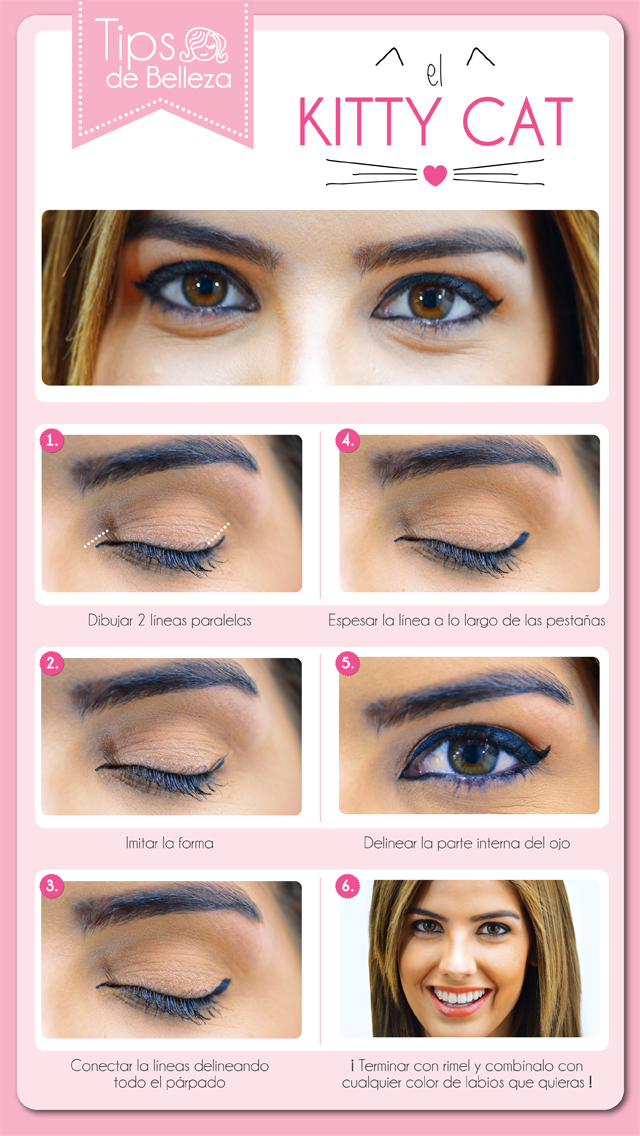 Tips
de Belleza
el
KITTY CAT
1.
Dibujar 2 líneas paralelas
2.
Imitar la forma
3.
Conectar la líneas delineando
todo el párpado
4.
Espesar la línea a lo largo de las pestañas
5.
Delinear la parte interna del ojo
6.
¡ Terminar con rimel y combínalo con
cualquier color de labios que quieras !